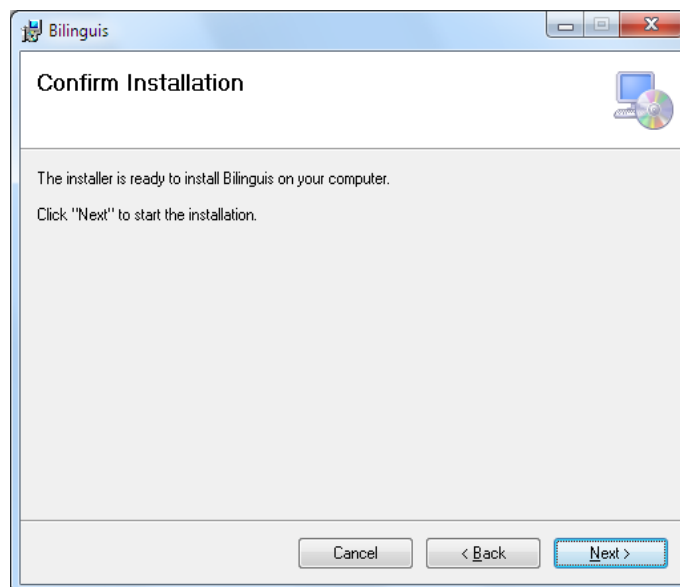 Bilinguis
Confirm Installation
The installer is ready to install Bilinguis on your computer.
Click "Next" to start the installation.
Cancel
< Back
Next >